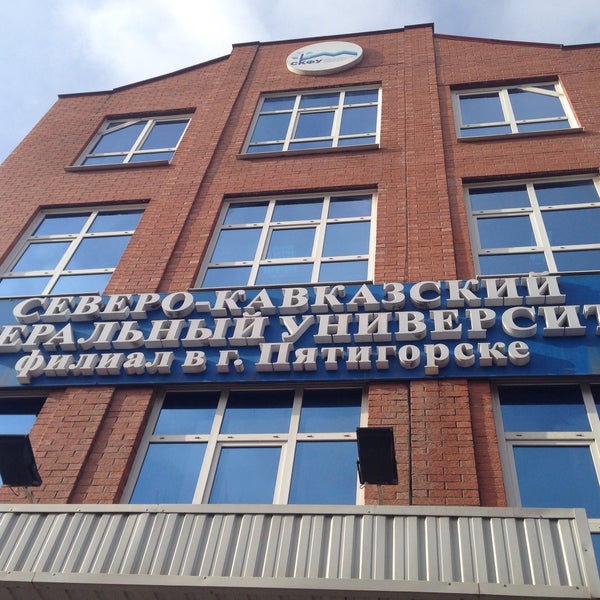 СКФУ
СЕВЕРО-КАВКАЗСКИЙ
ЕРАЛЬНЫЙ УНИВЕРСИТ
филиал в г. Пятигорске